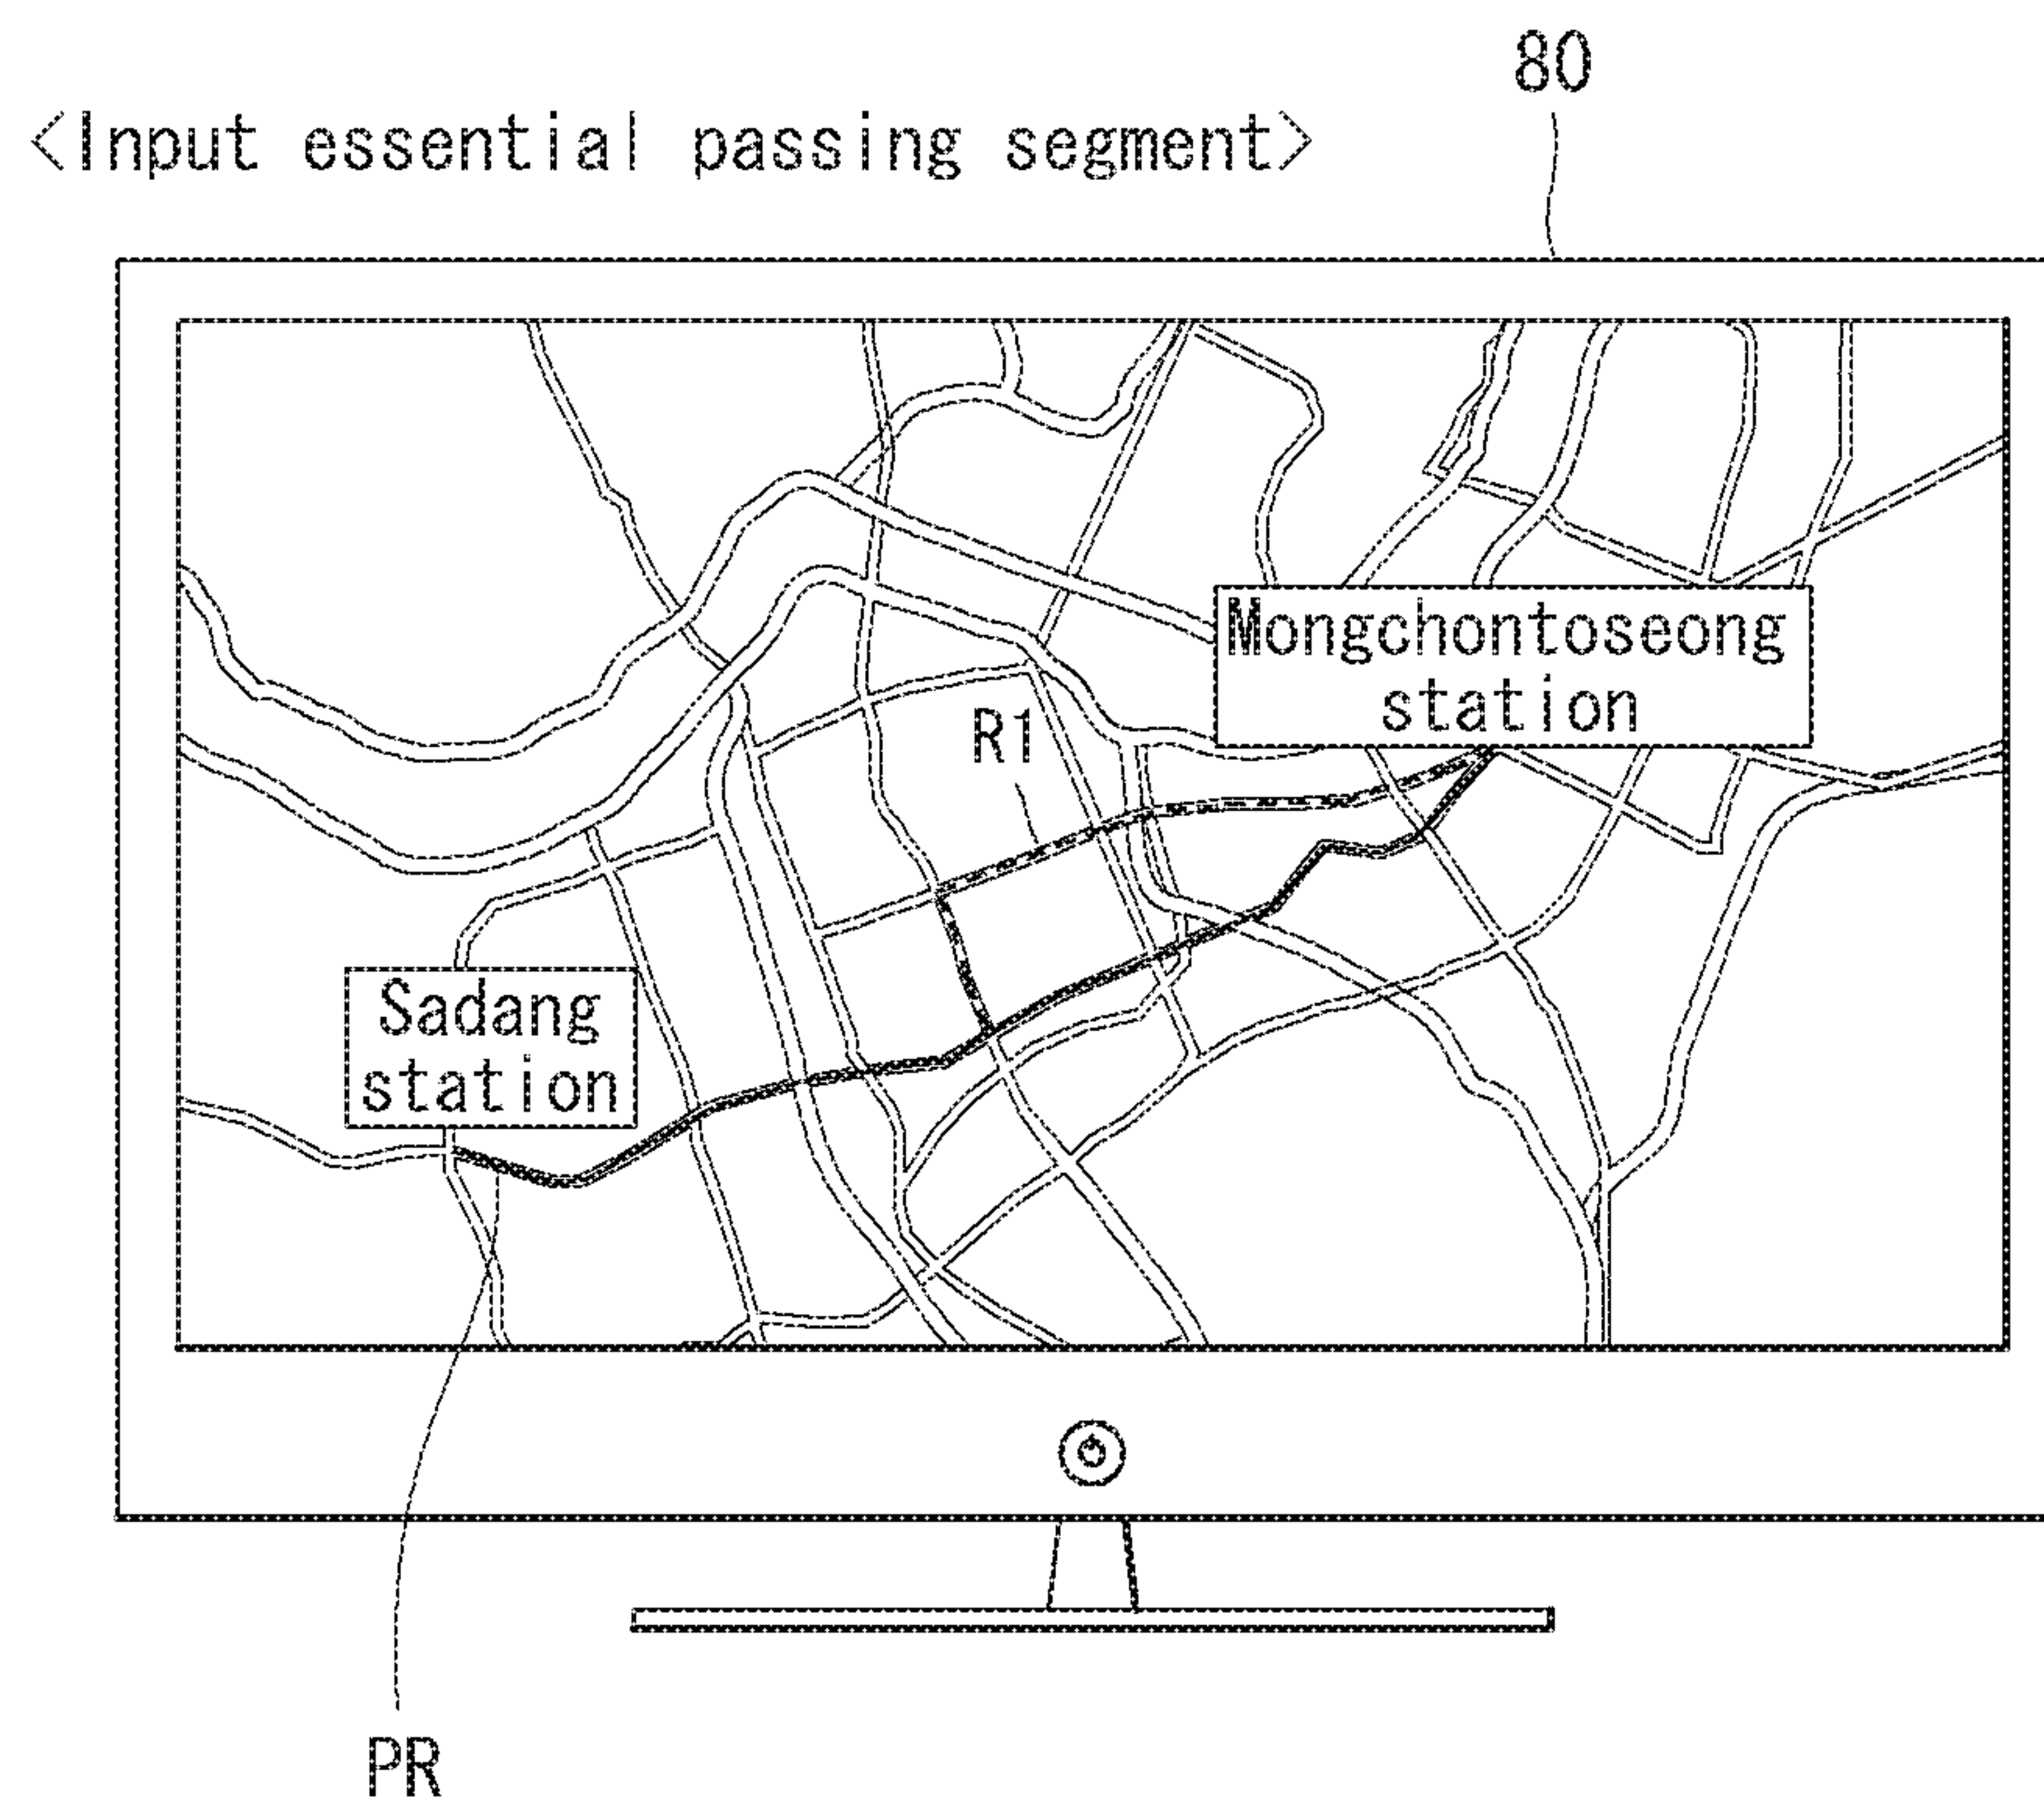 80
<Input essential passing segment>
Mongchontoseong
station
R1
Sadang
station
PR